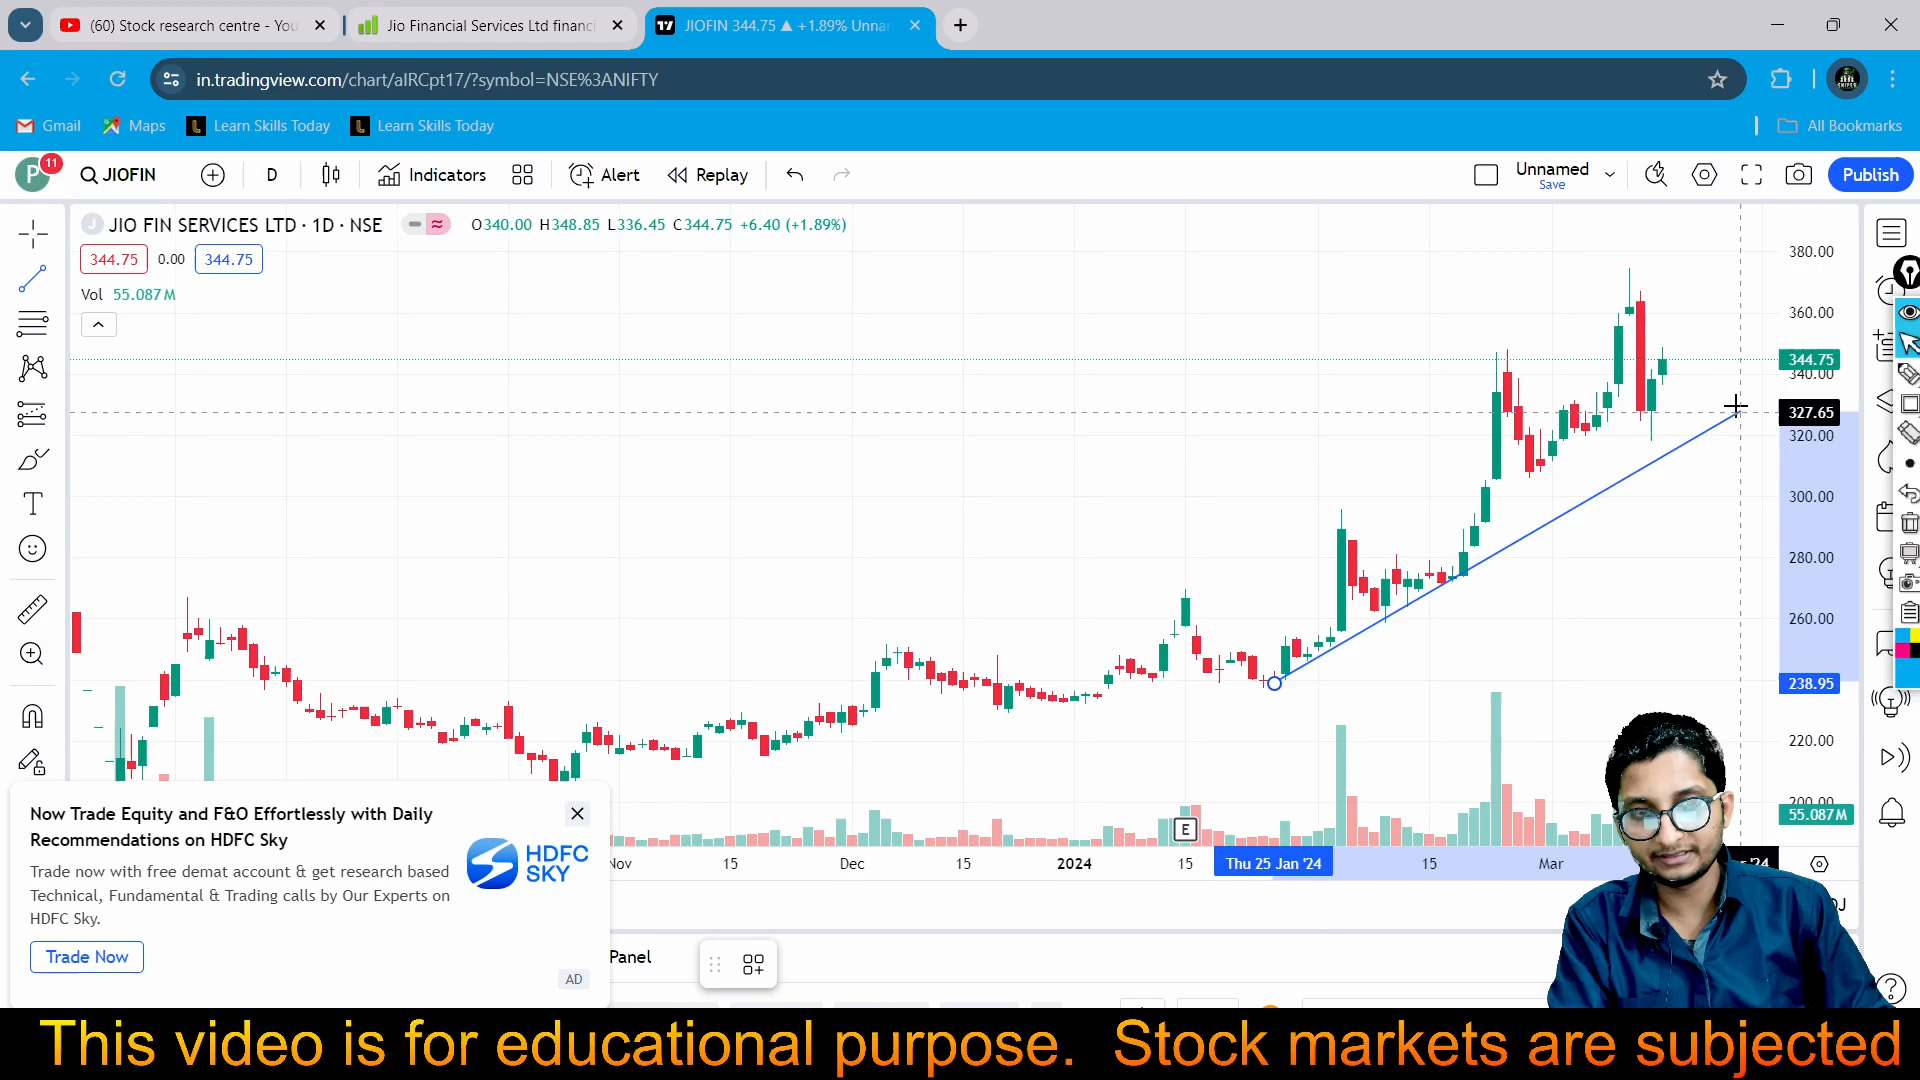 (60) Stock research centre - You
Jio Financial Services Ltd financi
JIOFIN 344.75 ▲ +1.89% Unnar
in.tradingview.com/chart/aIRCpt17/?symbol=NSE%3ANIFTY
Gmail
Maps
Learn Skills Today
Learn Skills Today
All Bookmarks
P
11
JIOFIN
D
Indicators
Alert
Replay
Unnamed
Save
Publish
J JIO FIN SERVICES LTD · 1D · NSE
O340.00 H348.85 L336.45 C344.75 +6.40 (+1.89%)
344.75 0.00 344.75
Vol 55.087M
380.00
360.00
344.75
340.00
327.65
320.00
300.00
280.00
260.00
238.95
220.00
200.00
55.087M
E
Nov
15
Dec
15
2024
15
Thu 25 Jan '24
15
Mar
Now Trade Equity and F&O Effortlessly with Daily
Recommendations on HDFC Sky
Trade now with free demat account & get research based
Technical, Fundamental & Trading calls by Our Experts on
HDFC Sky.
HDFC
SKY
Trade Now
AD
Panel
This video is for educational purpose. Stock markets are subjected